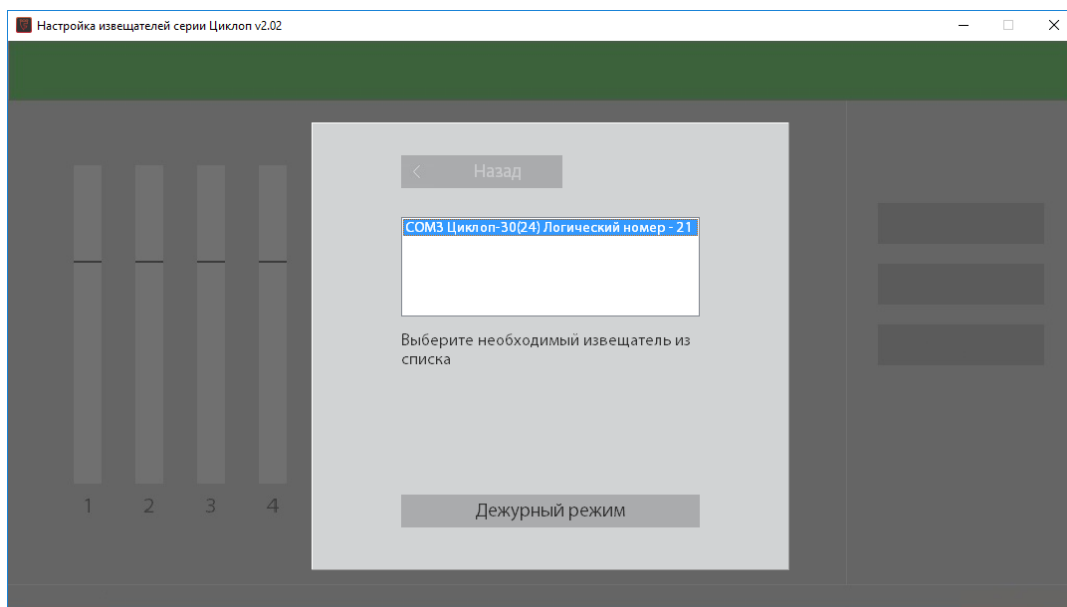 Настройка извещателей серии Циклоп v2.02
Назад
COM3 Циклоп-30(24) Логический номер - 21
Выберите необходимый извещатель из
списка
Дежурный режим
1 2 3 4